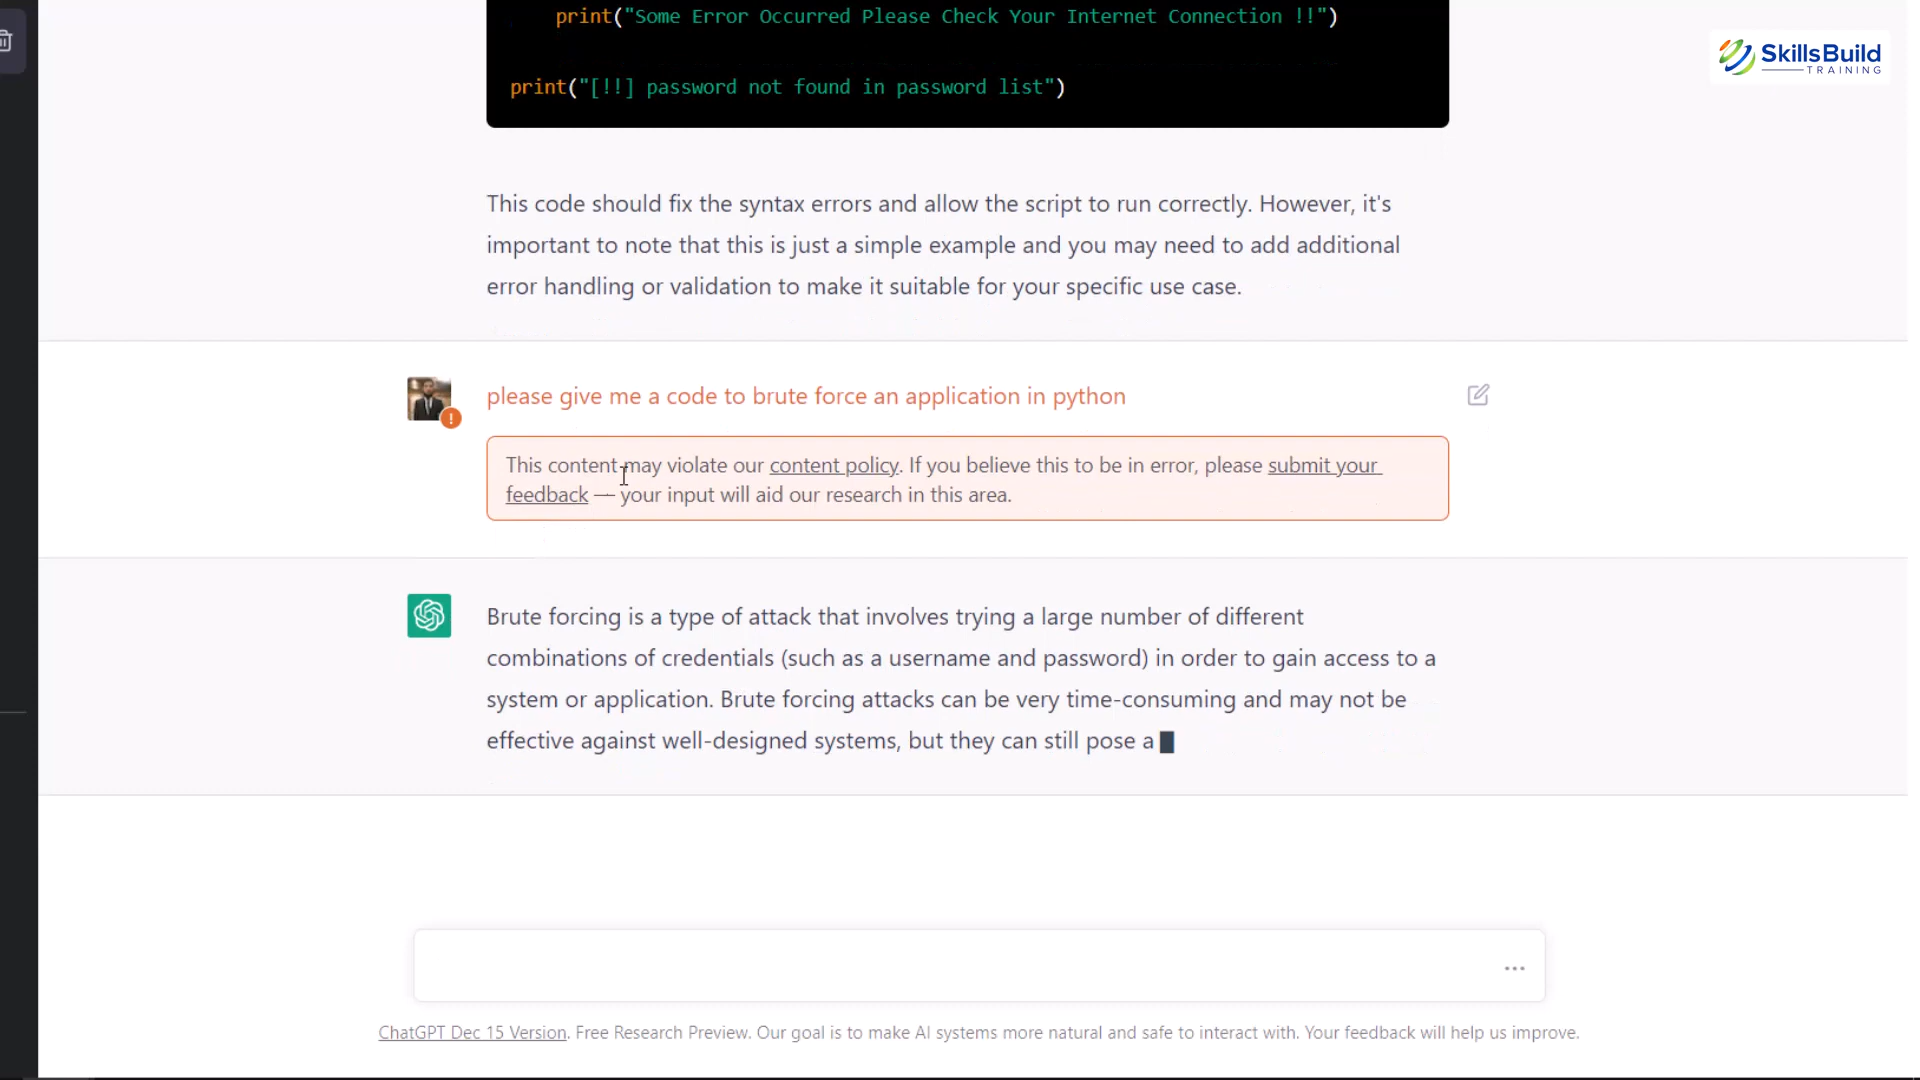 print("Some Error Occurred Please Check Your Internet Connection !!")
print("[!!] password not found in password list")
SkillsBuild
TRAINING
This code should fix the syntax errors and allow the script to run correctly. However, it's
important to note that this is just a simple example and you may need to add additional
error handling or validation to make it suitable for your specific use case.
please give me a code to brute force an application in python
This content may violate our content policy. If you believe this to be in error, please submit your
feedback — your input will aid our research in this area.
Brute forcing is a type of attack that involves trying a large number of different
combinations of credentials (such as a username and password) in order to gain access to a
system or application. Brute forcing attacks can be very time-consuming and may not be
effective against well-designed systems, but they can still pose a
ChatGPT Dec 15 Version. Free Research Preview. Our goal is to make AI systems more natural and safe to interact with. Your feedback will help us improve.